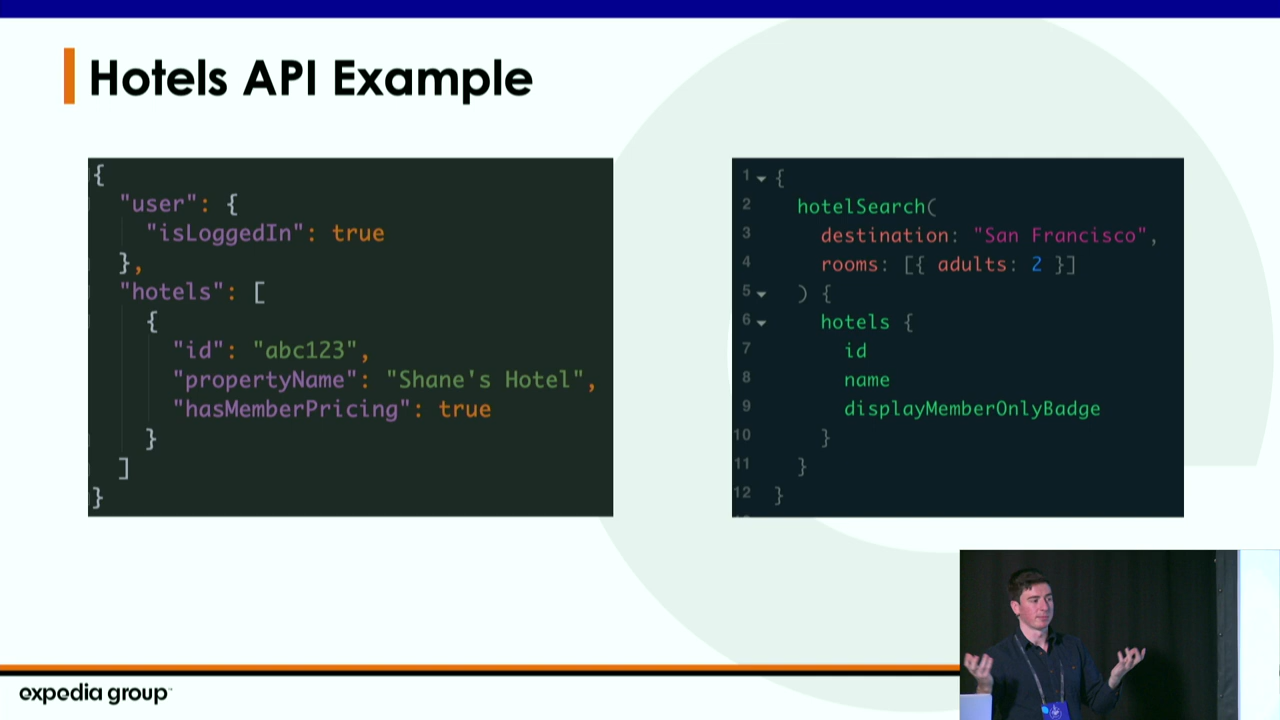 Hotels API Example
{
"user": {
"isLoggedIn": true
},
"hotels": [
{
"id": "abc123",
"propertyName": "Shane's Hotel",
"hasMemberPricing": true
}
]
}
1 {
2 hotelSearch(
3 destination: "San Francisco",
4 rooms: [{ adults: 2 }]
5 ) {
6 hotels {
7 id
8 name
9 displayMemberOnlyBadge
10 }
11 }
12 }
expedia group